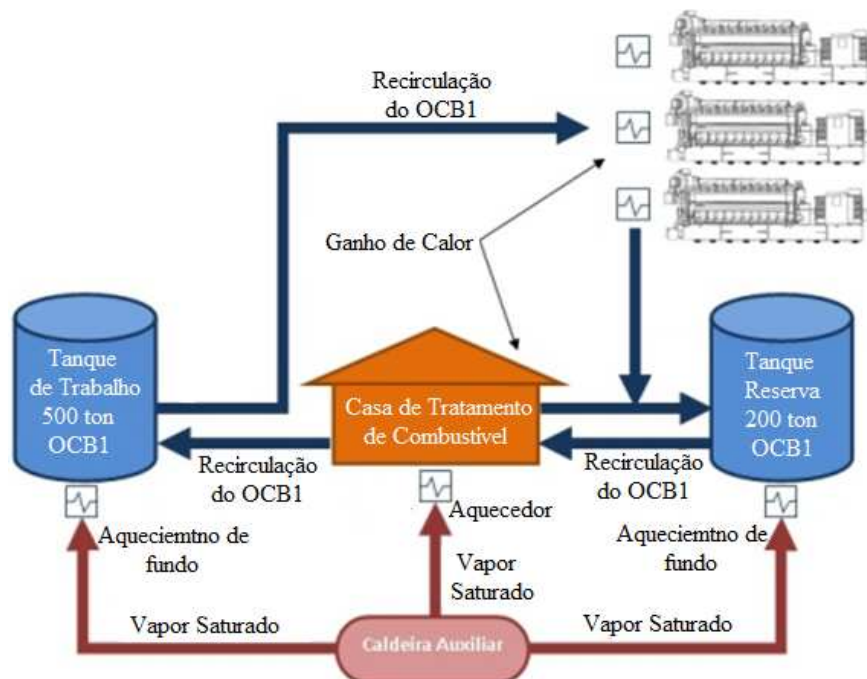 Recirculação
do OCB1
Ganho de Calor
Tanque
de Trabalho
500 ton
OCB1
Casa de Tratamento
de Combustível
Tanque
Reserva
200 ton
OCB1
Recirculação
do OCB1
Recirculação
do OCB1
Aqueciemtno de
fundo
Aquecedor
Aqueciemtno de
fundo
Vapor
Saturado
Vapor Saturado
Vapor Saturado
Caldeira Auxiliar